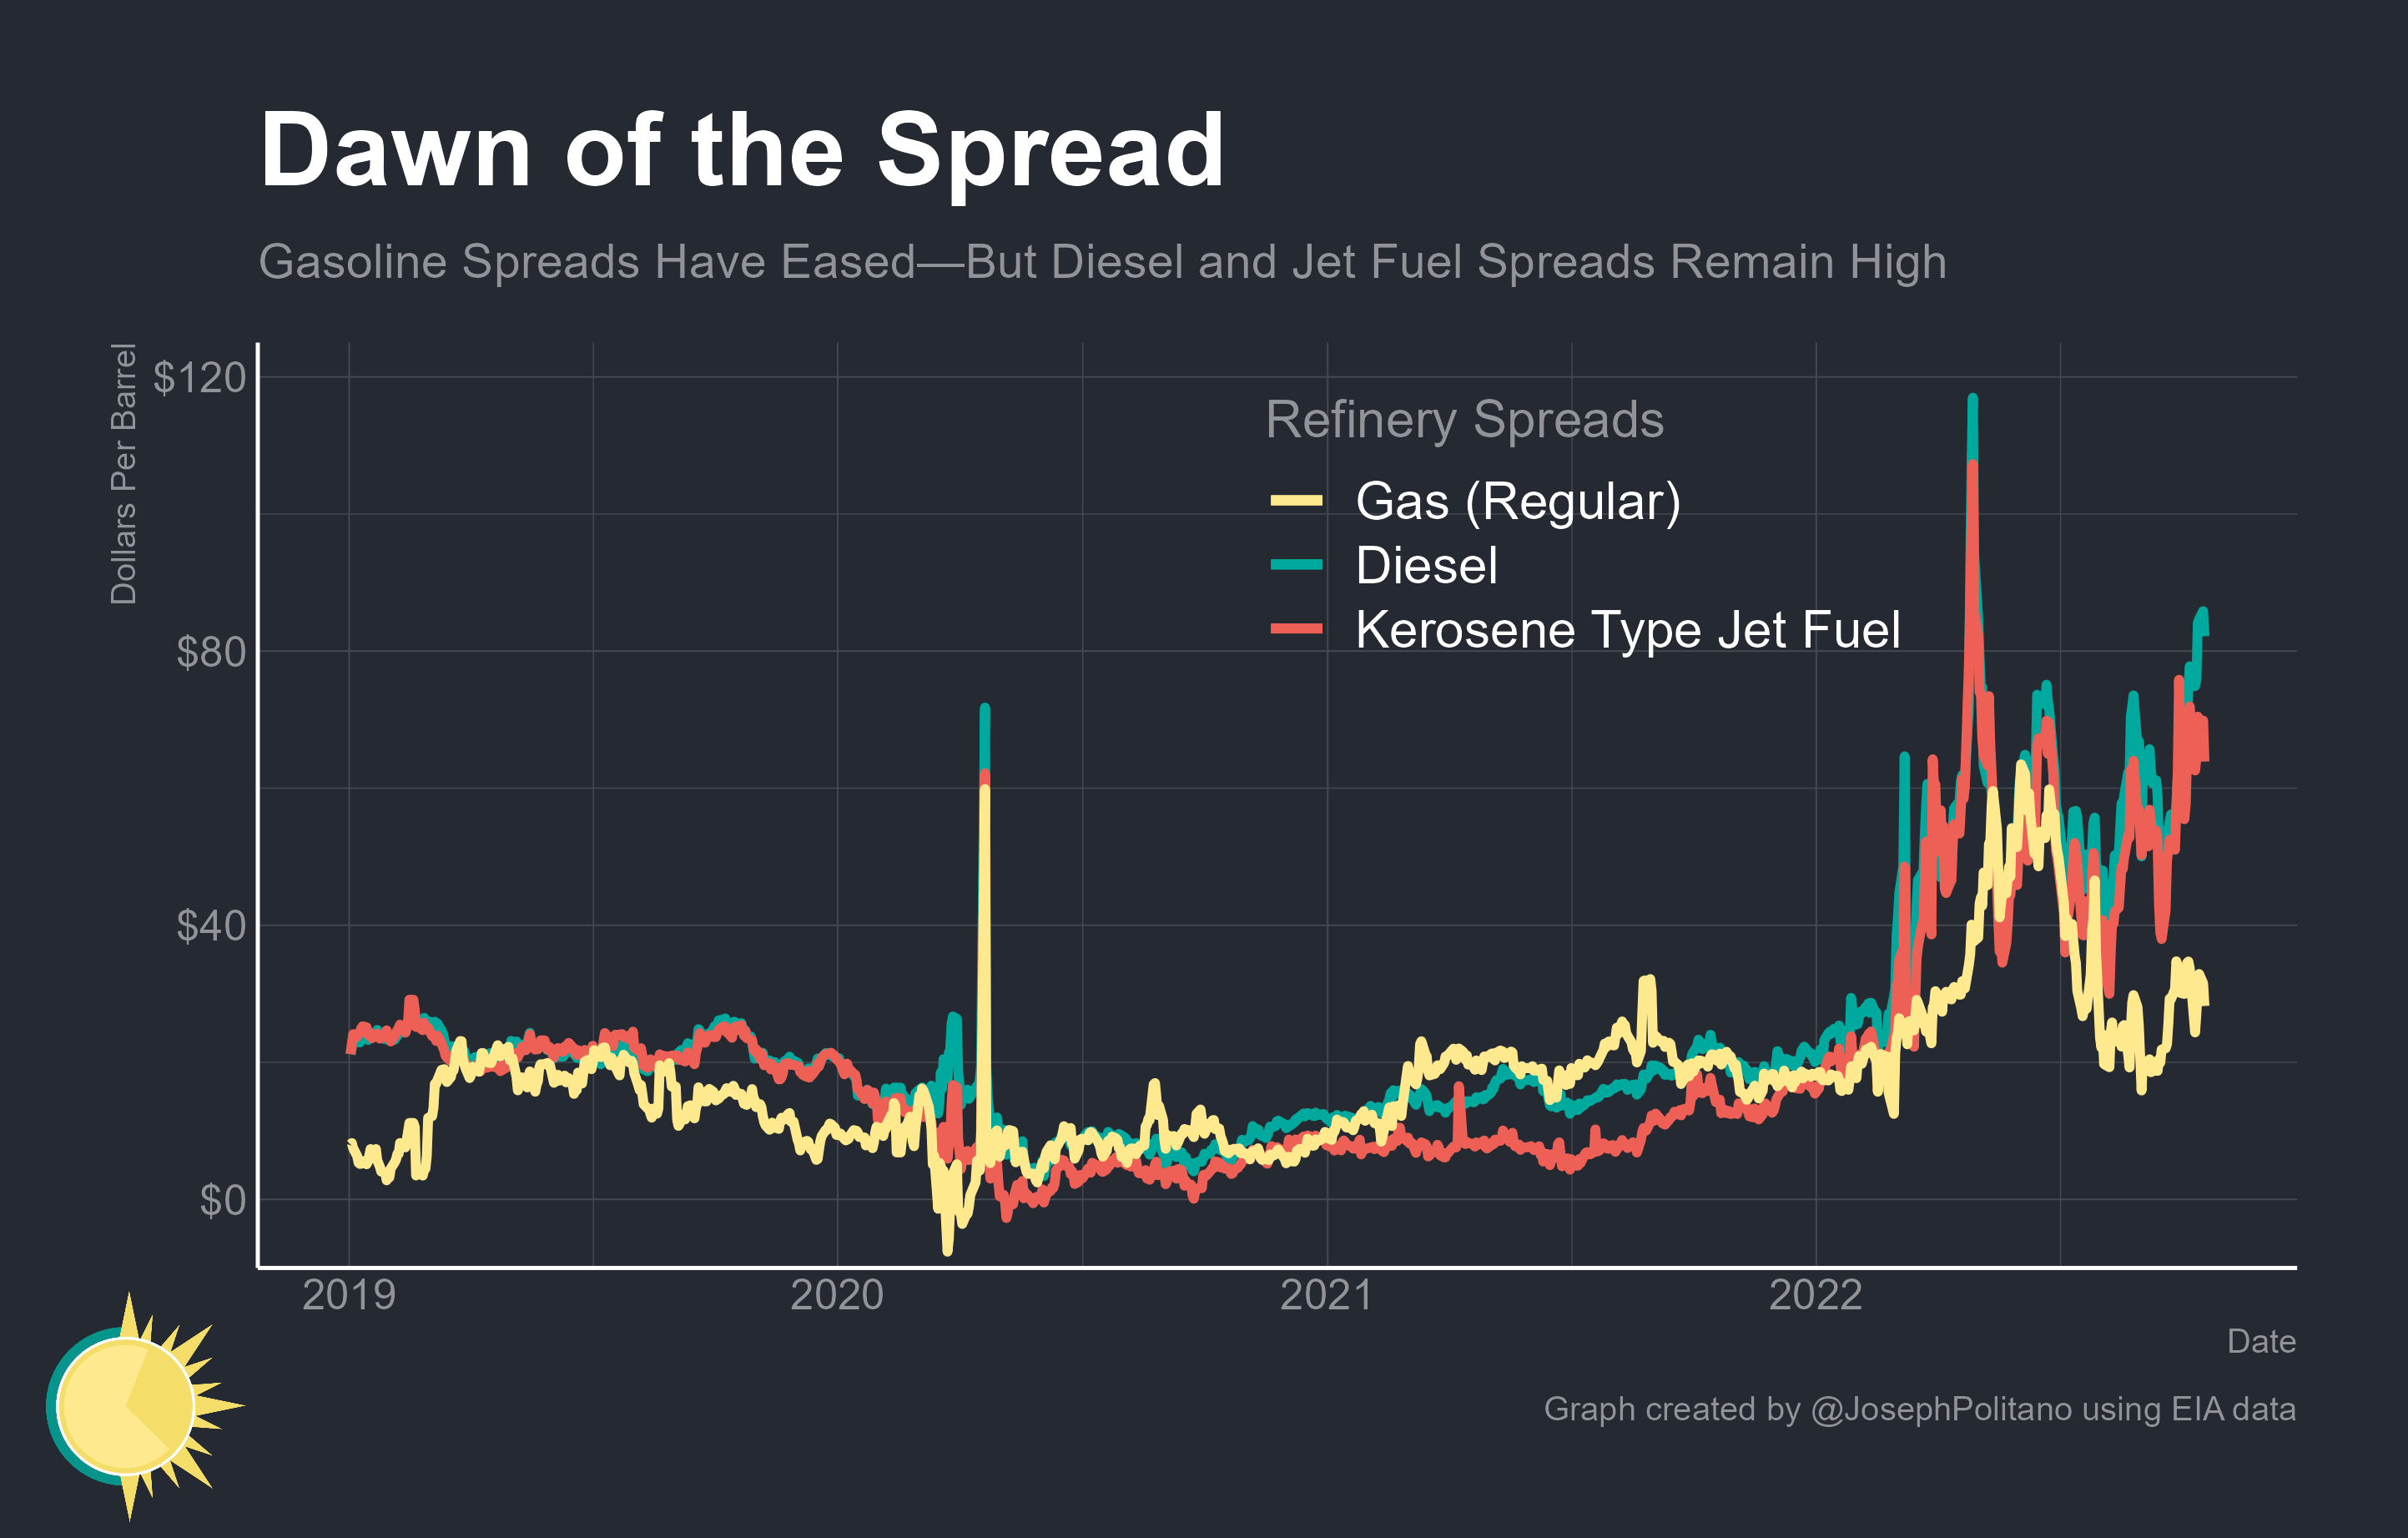 Dawn of the Spread
Gasoline Spreads Have Eased—But Diesel and Jet Fuel Spreads Remain High
Dollars Per Barrel
$120
$80
$40
$0
Refinery Spreads
Gas (Regular)
Diesel
Kerosene Type Jet Fuel
2019
2020
2021
2022
Date
Graph created by @JosephPolitano using EIA data